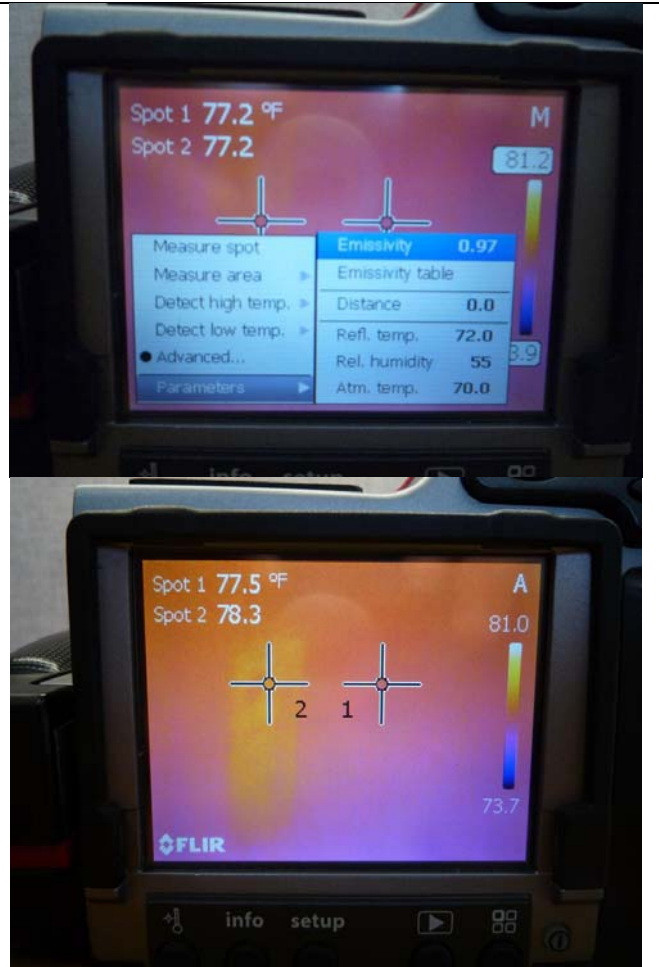 Spot 1 77.2 °F
M
Spot 2 77.2
81.2
Measure spot
Measure area
Detect high temp.
Detect low temp.
Advanced...
Parameters
Emissivity 0.97
Emissivity table
Distance 0.0
Refl. temp. 72.0
Rel. humidity 55
Atm. temp. 70.0
3.9
info setup
Spot 1 77.5 °F
A
Spot 2 78.3
81.0
2 1
73.7
FLIR
info setup